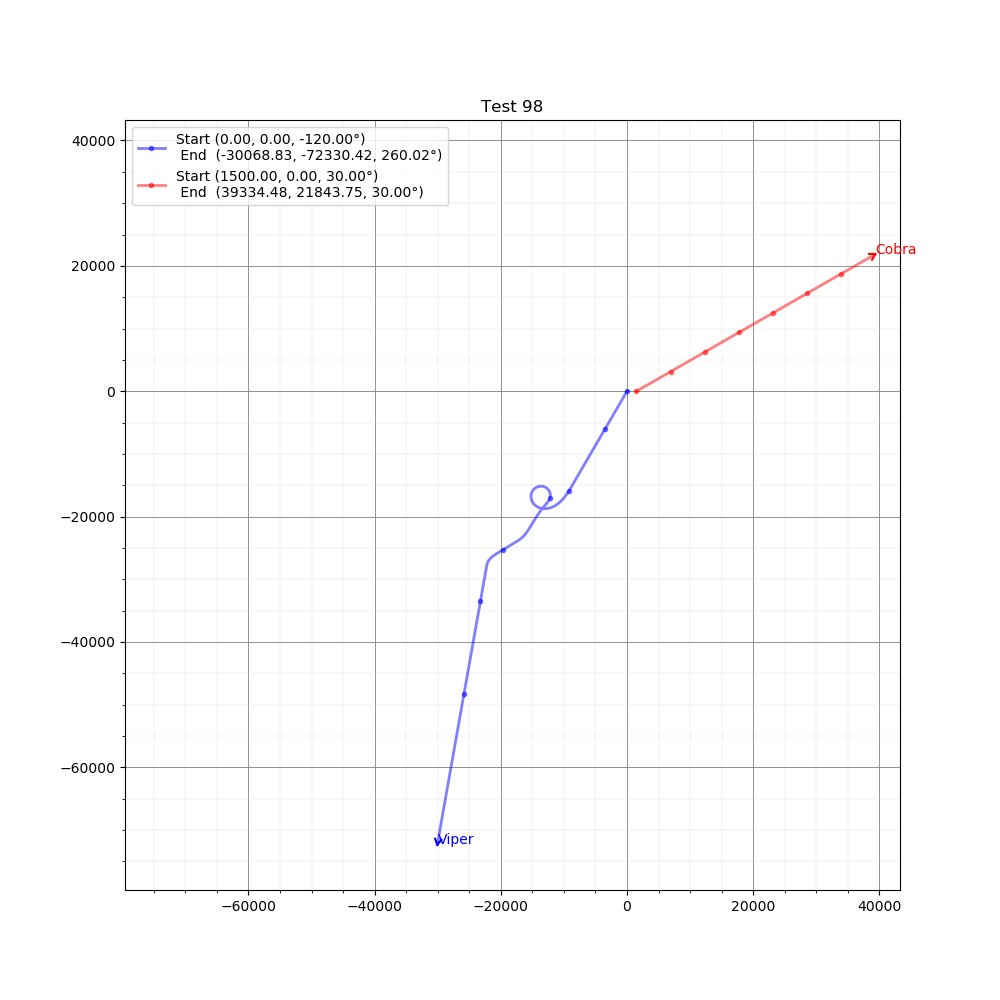 Test 98
Start (0.00, 0.00, -120.00°)
End (-30068.83, -72330.42, 260.02°)
Start (1500.00, 0.00, 30.00°)
End (39334.48, 21843.75, 30.00°)
40000
20000
0
−20000
−40000
−60000
Cobra
Viper
−60000
−40000
−20000
0
20000
40000